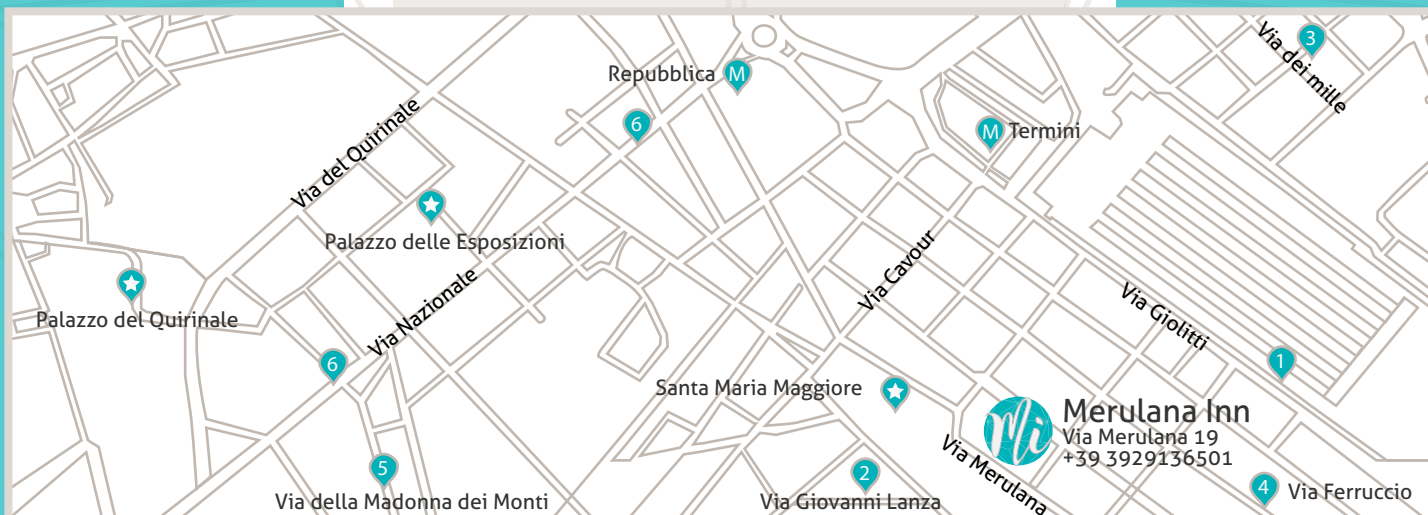 3
Via dei mille
Repubblica M
6
M Termini
Via del Quirinale
Palazzo delle Esposizioni
Via Cavour
Palazzo del Quirinale
Via Nazionale
Via Giolitti
6
1
Santa Maria Maggiore
Mi
Merulana Inn
Via Merulana 19
+39 3929136501
Via Merulana
5
Via della Madonna dei Monti
2
Via Giovanni Lanza
4 Via Ferruccio